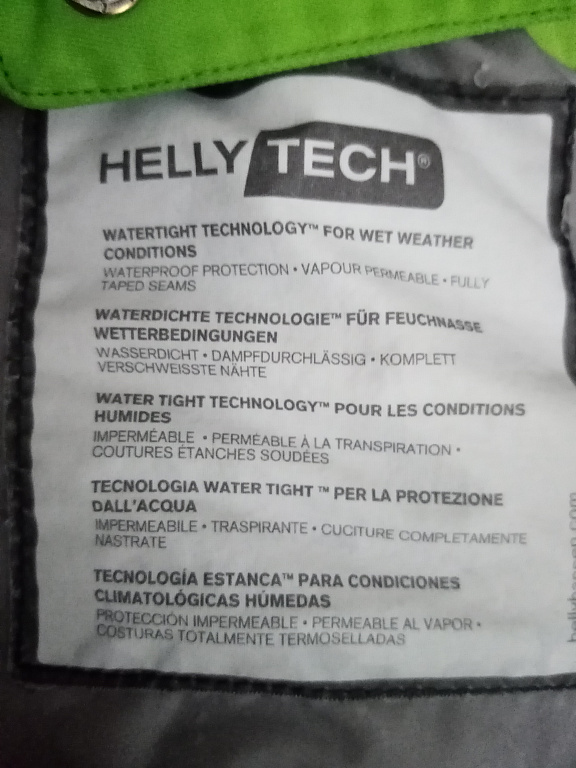 HELLY TECH®
WATERTIGHT TECHNOLOGY™ FOR WET WEATHER
CONDITIONS
WATERPROOF PROTECTION • VAPOUR PERMEABLE • FULLY
TAPED SEAMS
WATERDICHTE TECHNOLOGIE™ FÜR FEUCHNASSE
WETTERBEDINGUNGEN
WASSERDICHT • DAMPFDURCHLÄSSIG • KOMPLETT
VERSCHWEISSTE NÄHTE
WATER TIGHT TECHNOLOGY™ POUR LES CONDITIONS
HUMIDES
IMPERMÉABLE • PERMÉABLE À LA TRANSPIRATION •
COUTURES ÉTANCHES SOUDÉES
TECNOLOGIA WATER TIGHT ™ PER LA PROTEZIONE
DALL'ACQUA
IMPERMEABILE • TRASPIRANTE • CUCITURE COMPLETAMENTE
NASTRATE
TECNOLOGÍA ESTANCA™ PARA CONDICIONES
CLIMATOLÓGICAS HÚMEDAS
PROTECCIÓN IMPERMEABLE • PERMEABLE AL VAPOR •
COSTURAS TOTALMENTE TERMOSELLADAS
hellyhansen.com